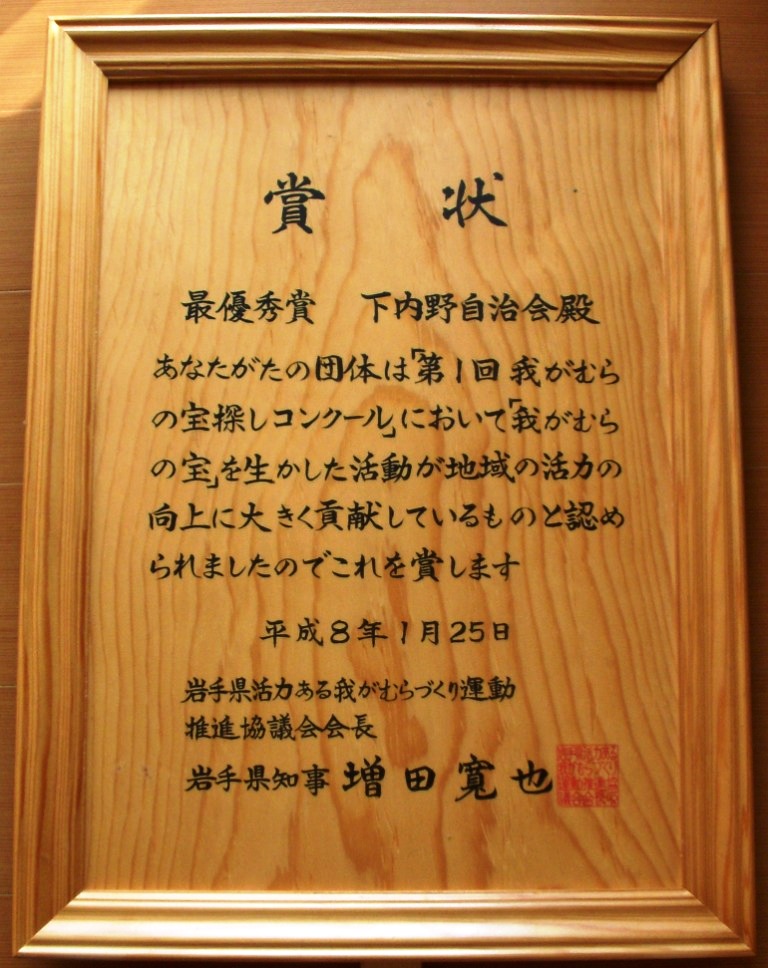 賞状
最優秀賞 下内野自治会殿
あなたがたの団体は「第1回 我がむら
の宝探しコンクール」において「我がむら
の宝」を生かした活動が地域の活力の
向上に大きく貢献しているものと認め
られましたのでこれを賞します
平成8年1月25日
岩手県活力ある我がむらづくり運動
推進協議会会長
岩手県知事 増田寛也